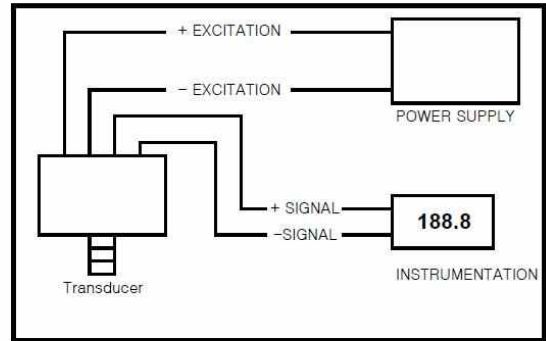 + EXCITATION
− EXCITATION
POWER SUPPLY
+ SIGNAL
−SIGNAL
188.8
INSTRUMENTATION
Transducer